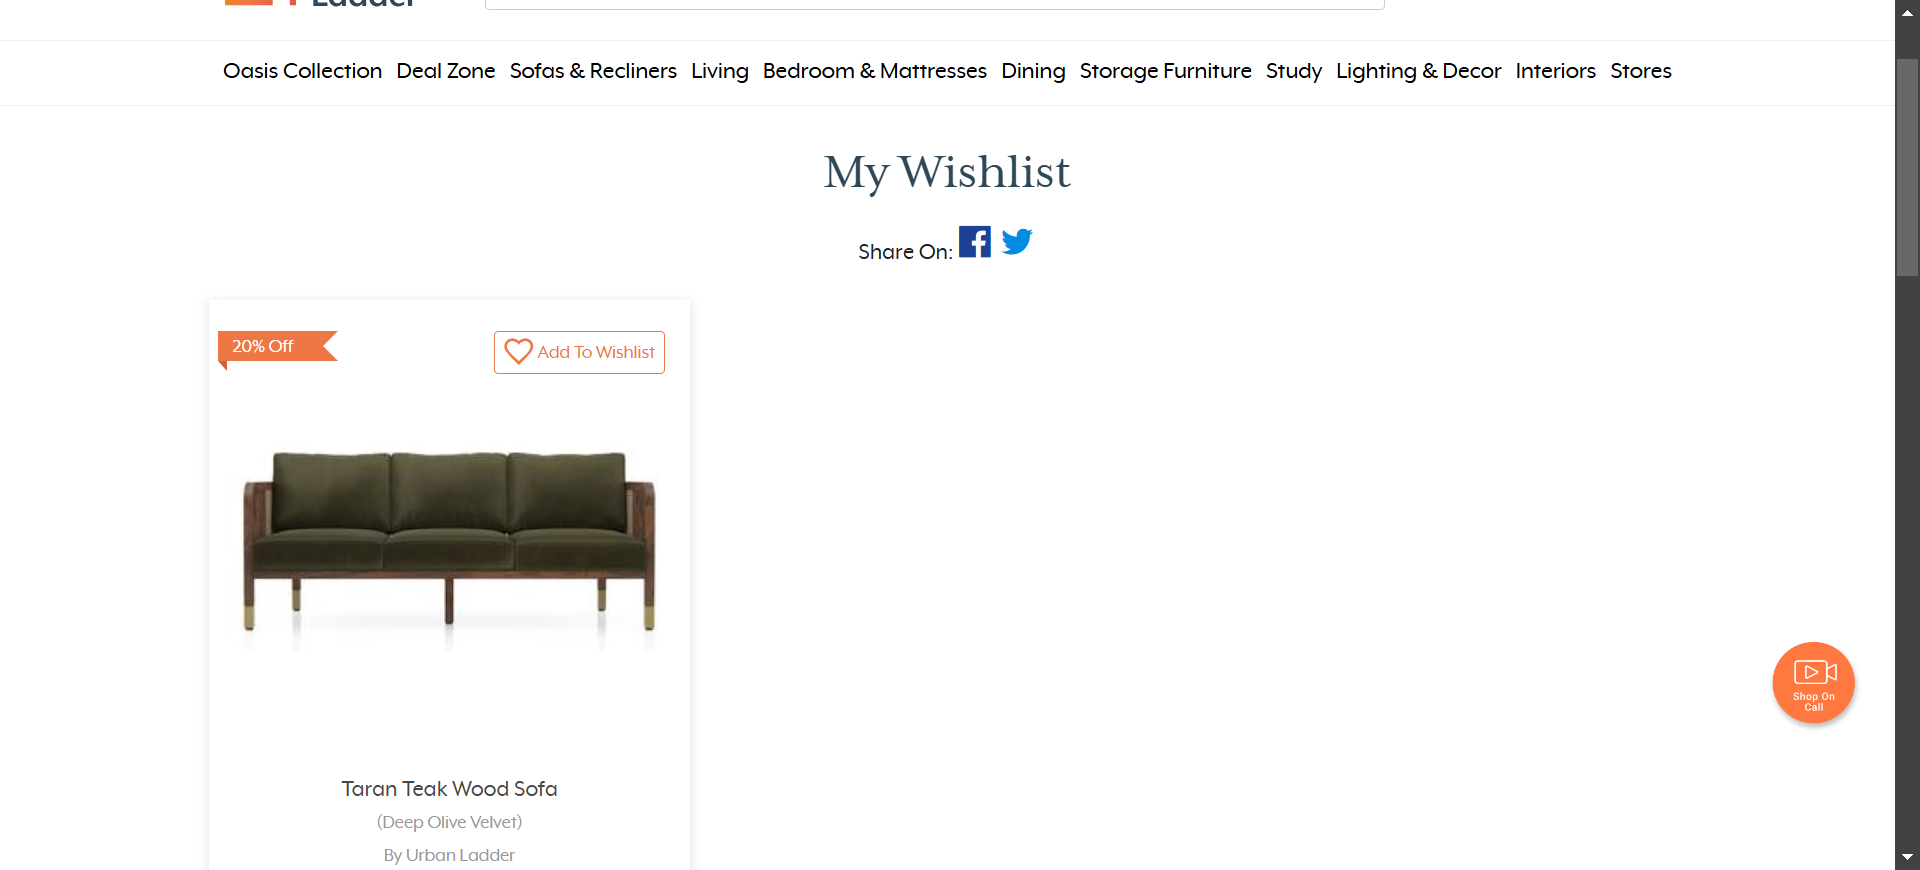 Ladder
Oasis Collection Deal Zone Sofas & Recliners Living Bedroom & Mattresses Dining Storage Furniture Study Lighting & Decor Interiors Stores
My Wishlist
Share On:
20% Off
Add To Wishlist
Shop On
Call
Taran Teak Wood Sofa
(Deep Olive Velvet)
By Urban Ladder